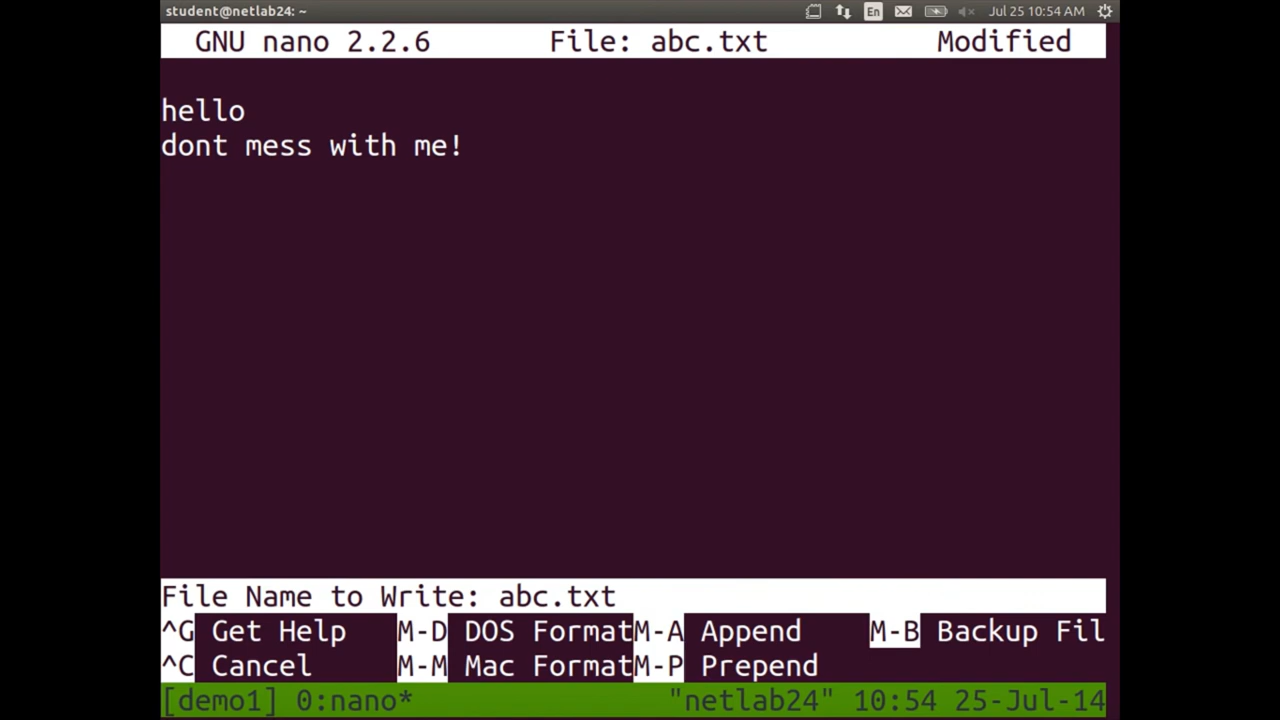 student@netlab24: ~ En Jul 25 10:54 AM
GNU nano 2.2.6 File: abc.txt Modified
hello
dont mess with me!
File Name to Write: abc.txt
^G Get Help M-D DOS Format M-A Append M-B Backup Fil
^C Cancel M-M Mac Format M-P Prepend
[demo1] 0:nano* "netlab24" 10:54 25-Jul-14